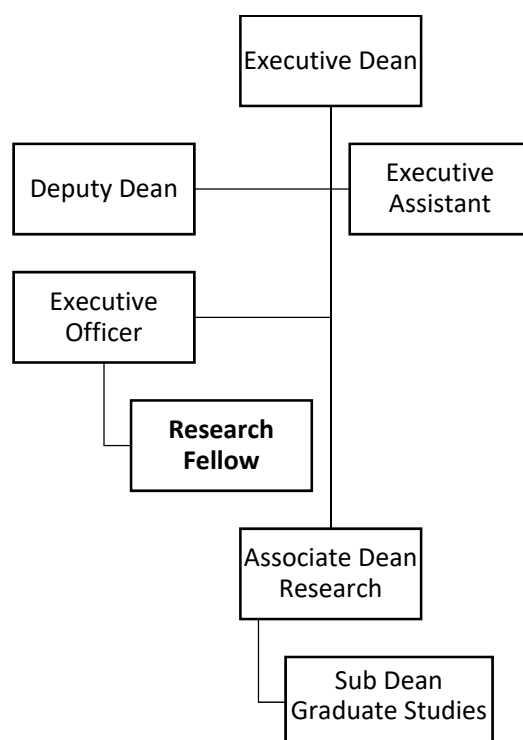 Executive Dean
Deputy Dean
Executive
Assistant
Executive
Officer
Research
Fellow
Associate Dean
Research
Sub Dean
Graduate Studies